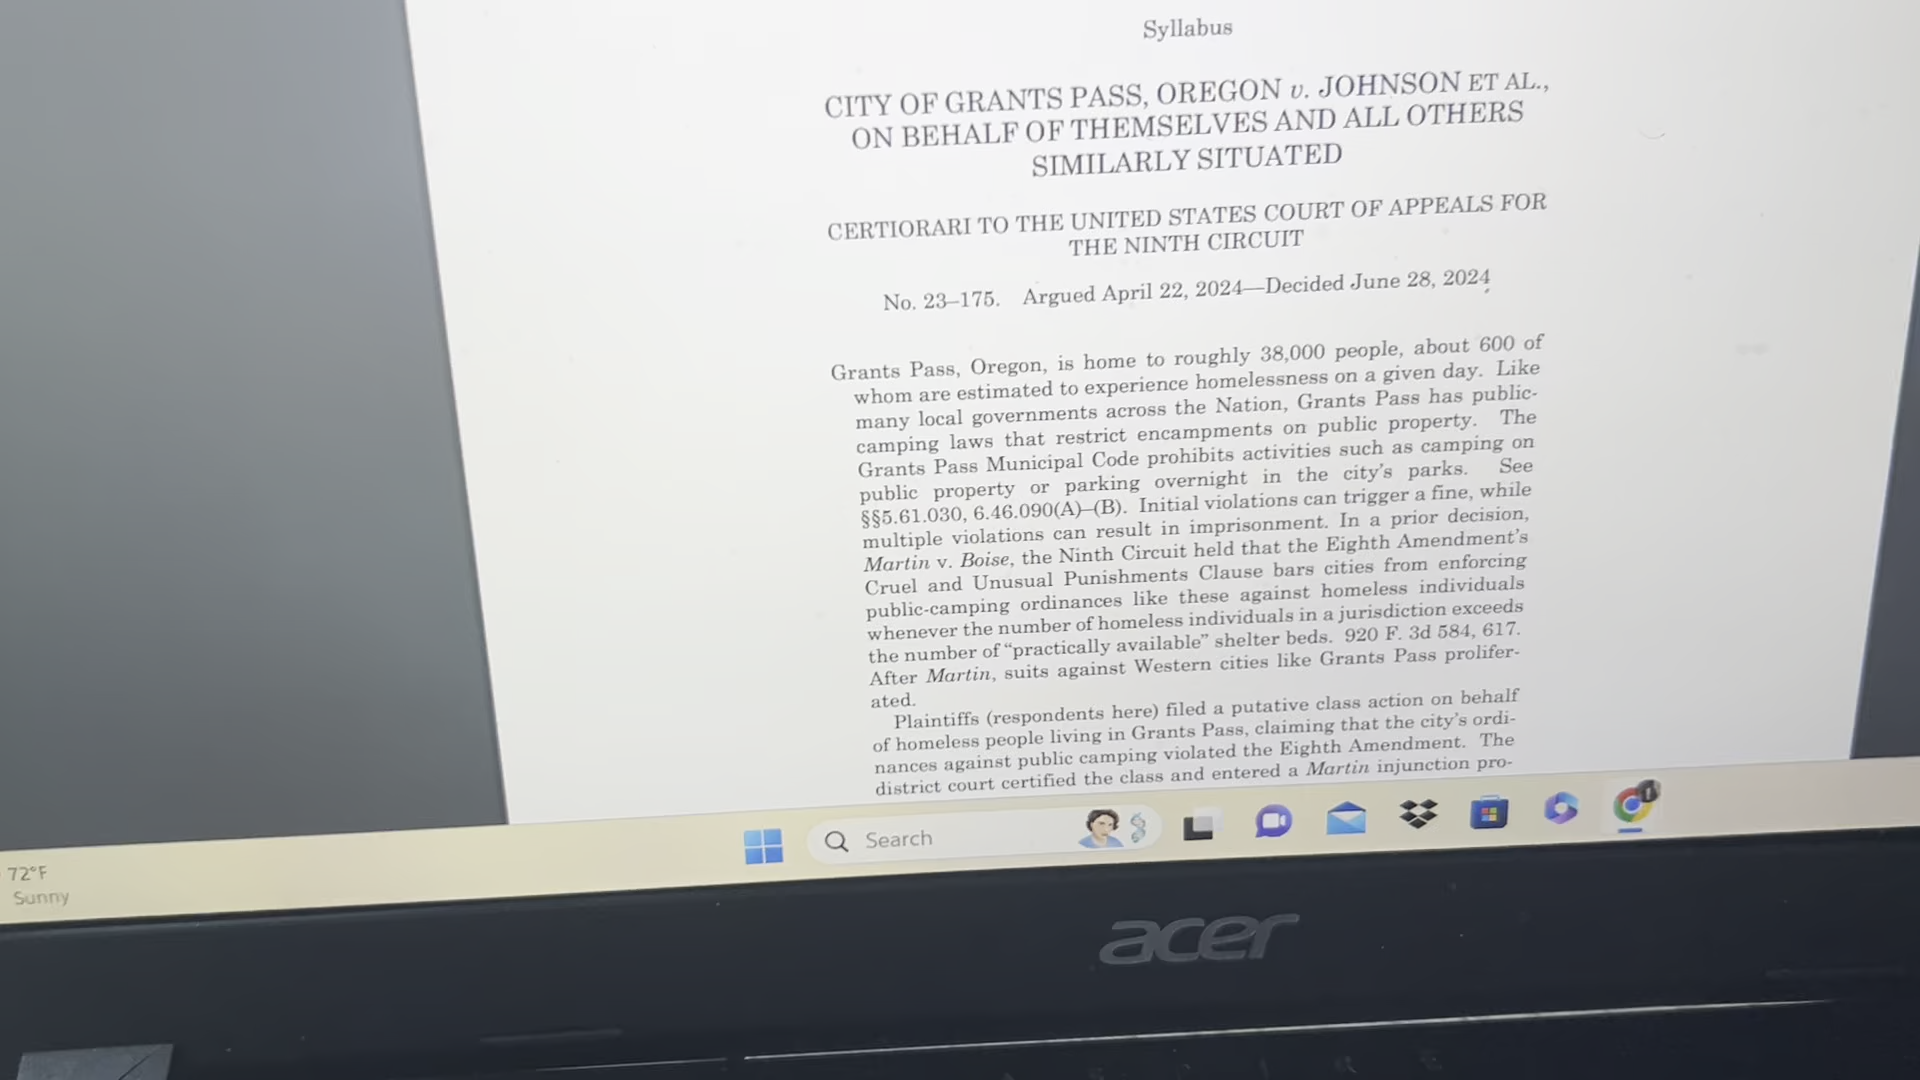 Syllabus
CITY OF GRANTS PASS, OREGON v. JOHNSON ET AL.,
ON BEHALF OF THEMSELVES AND ALL OTHERS
SIMILARLY SITUATED
CERTIORARI TO THE UNITED STATES COURT OF APPEALS FOR
THE NINTH CIRCUIT
No. 23–175. Argued April 22, 2024—Decided June 28, 2024
Grants Pass, Oregon, is home to roughly 38,000 people, about 600 of
whom are estimated to experience homelessness on a given day. Like
many local governments across the Nation, Grants Pass has public-
camping laws that restrict encampments on public property. The
Grants Pass Municipal Code prohibits activities such as camping on
public property or parking overnight in the city's parks. See
§§5.61.030, 6.46.090(A)–(B). Initial violations can trigger a fine, while
multiple violations can result in imprisonment. In a prior decision,
Martin v. Boise, the Ninth Circuit held that the Eighth Amendment's
Cruel and Unusual Punishments Clause bars cities from enforcing
public-camping ordinances like these against homeless individuals
whenever the number of homeless individuals in a jurisdiction exceeds
the number of “practically available” shelter beds. 920 F. 3d 584, 617.
After Martin, suits against Western cities like Grants Pass prolifer-
ated.
Plaintiffs (respondents here) filed a putative class action on behalf
of homeless people living in Grants Pass, claiming that the city's ordi-
nances against public camping violated the Eighth Amendment. The
district court certified the class and entered a Martin injunction pro-
Search
72°F
Sunny
acer